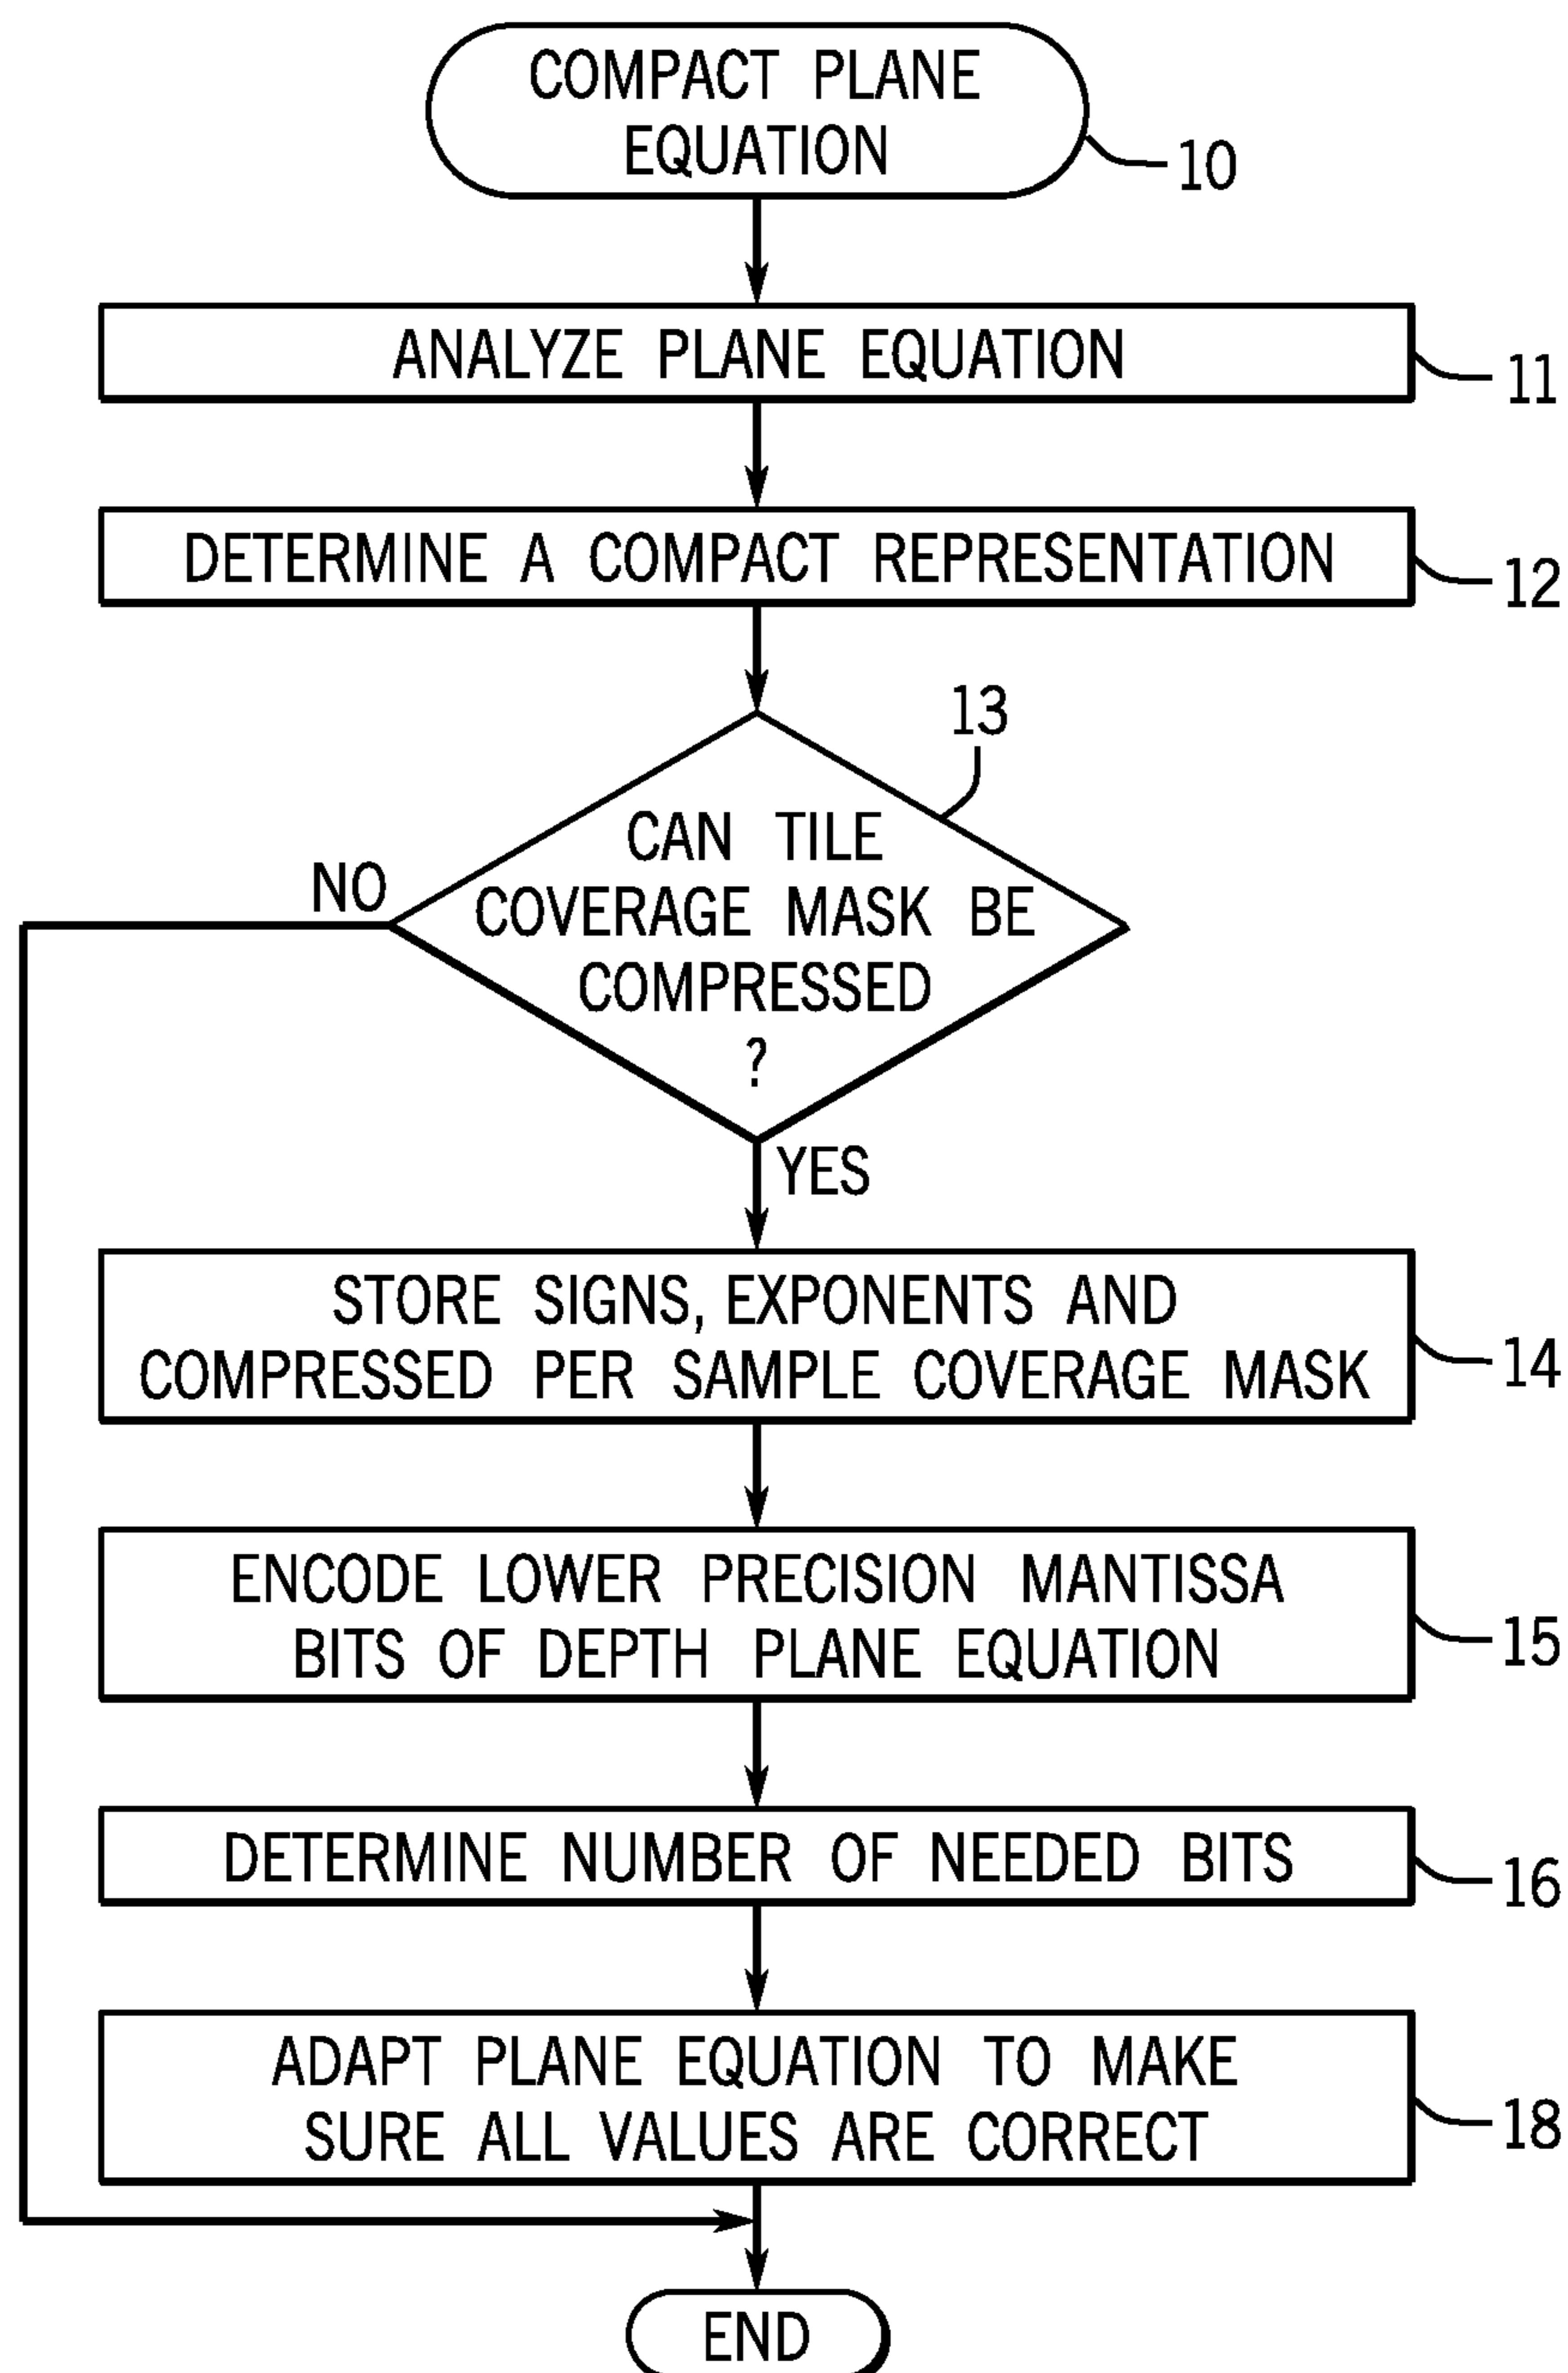 COMPACT PLANE
EQUATION
10
ANALYZE PLANE EQUATION
11
DETERMINE A COMPACT REPRESENTATION
12
13
CAN TILE
COVERAGE MASK BE
COMPRESSED
?
NO
YES
STORE SIGNS, EXPONENTS AND
COMPRESSED PER SAMPLE COVERAGE MASK
14
ENCODE LOWER PRECISION MANTISSA
BITS OF DEPTH PLANE EQUATION
15
DETERMINE NUMBER OF NEEDED BITS
16
ADAPT PLANE EQUATION TO MAKE
SURE ALL VALUES ARE CORRECT
18
END